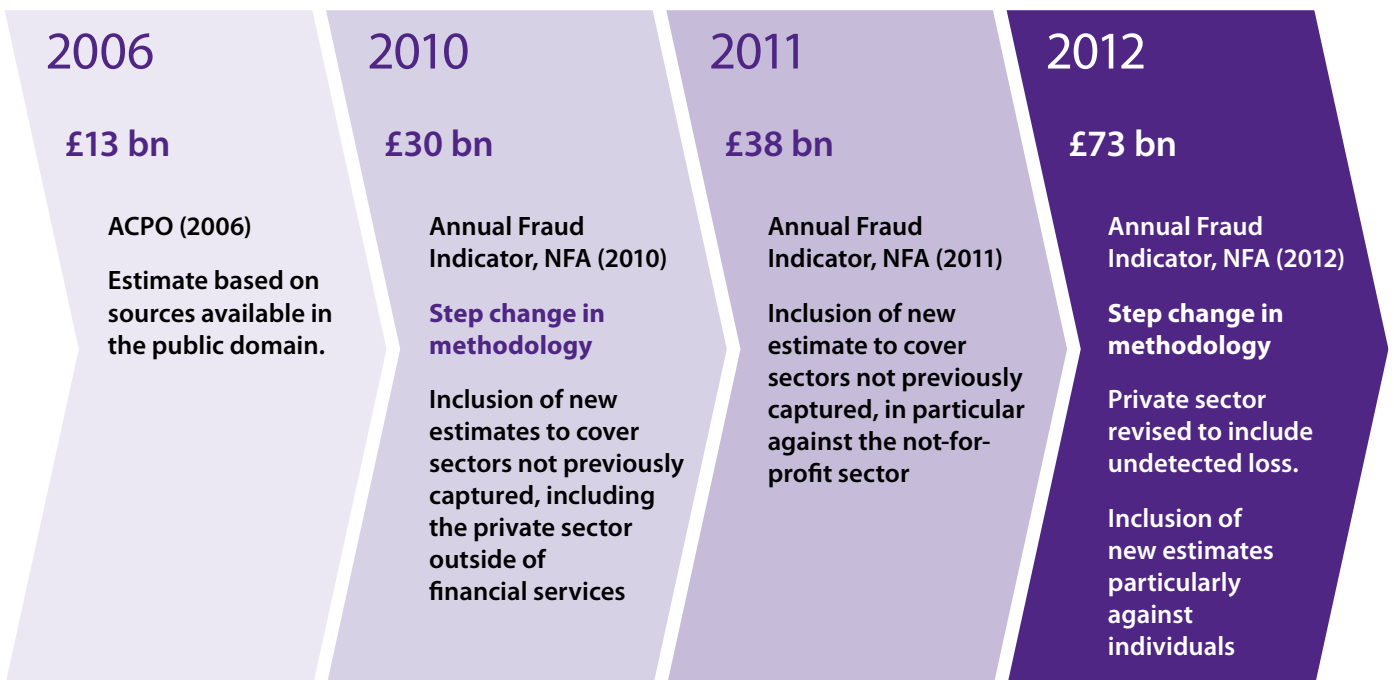 2006
£13 bn
ACPO (2006)
Estimate based on
sources available in
the public domain.
2010
£30 bn
Annual Fraud
Indicator, NFA (2010)
Step change in
methodology
Inclusion of new
estimates to cover
sectors not previously
captured, including
the private sector
outside of
financial services
2011
£38 bn
Annual Fraud
Indicator, NFA (2011)
Inclusion of new
estimate to cover
sectors not previously
captured, in particular
against the not-for-
profit sector
2012
£73 bn
Annual Fraud
Indicator, NFA (2012)
Step change in
methodology
Private sector
revised to include
undetected loss.
Inclusion of
new estimates
particularly
against
individuals